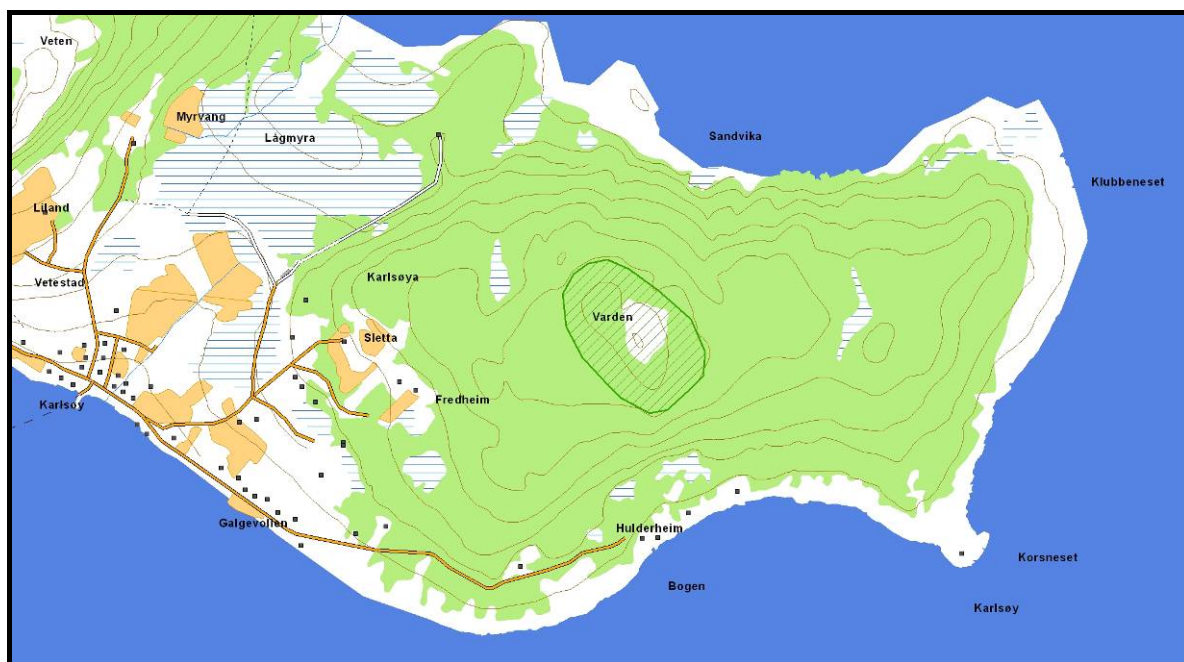 Veten
Myrvang
Lågmyra
Sandvika
Klubbeneset
Liland
Vetestad
Karlsøya
Varden
Sletta
Karlsøy
Fredheim
Galgevollen
Hulderheim
Korsneset
Bogen
Karlsøy